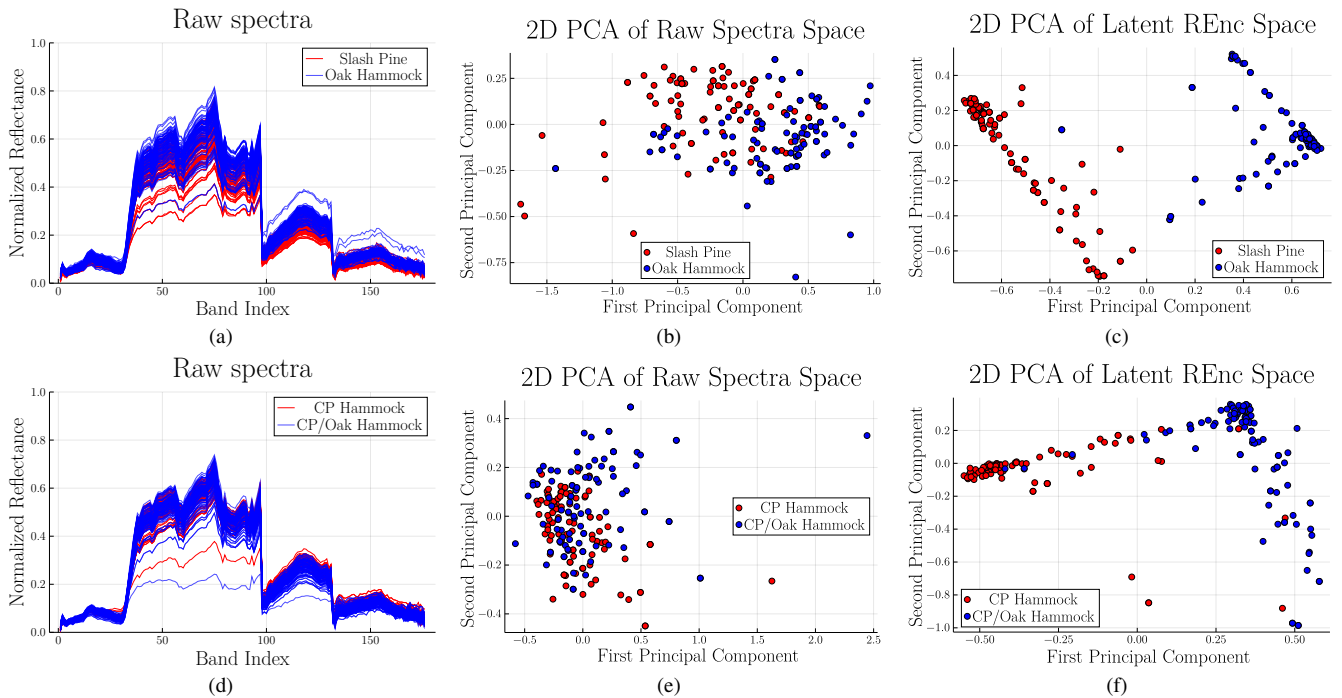 Raw spectra
1.0
0.8
0.6
0.4
0.2
0.0
0
50
100
150
Normalized Reflectance
Band Index
Slash Pine
Oak Hammock
(a)
2D PCA of Raw Spectra Space
0.25
0.00
−0.25
−0.50
−0.75
−1.5
−1.0
−0.5
0.0
0.5
1.0
Second Principal Component
First Principal Component
Slash Pine
Oak Hammock
(b)
2D PCA of Latent REnc Space
0.4
0.2
0.0
−0.2
−0.4
−0.6
−0.6
−0.4
−0.2
0.0
0.2
0.4
0.6
Second Principal Component
First Principal Component
Slash Pine
Oak Hammock
(c)
Raw spectra
1.0
0.8
0.6
0.4
0.2
0.0
0
50
100
150
Normalized Reflectance
Band Index
CP Hammock
CP/Oak Hammock
(d)
2D PCA of Raw Spectra Space
0.4
0.2
0.0
−0.2
−0.4
−0.5
0.0
0.5
1.0
1.5
2.0
2.5
Second Principal Component
First Principal Component
CP Hammock
CP/Oak Hammock
(e)
2D PCA of Latent REnc Space
0.2
0.0
−0.2
−0.4
−0.6
−0.8
−1.0
−0.50
−0.25
0.00
0.25
0.50
Second Principal Component
First Principal Component
CP Hammock
CP/Oak Hammock
(f)